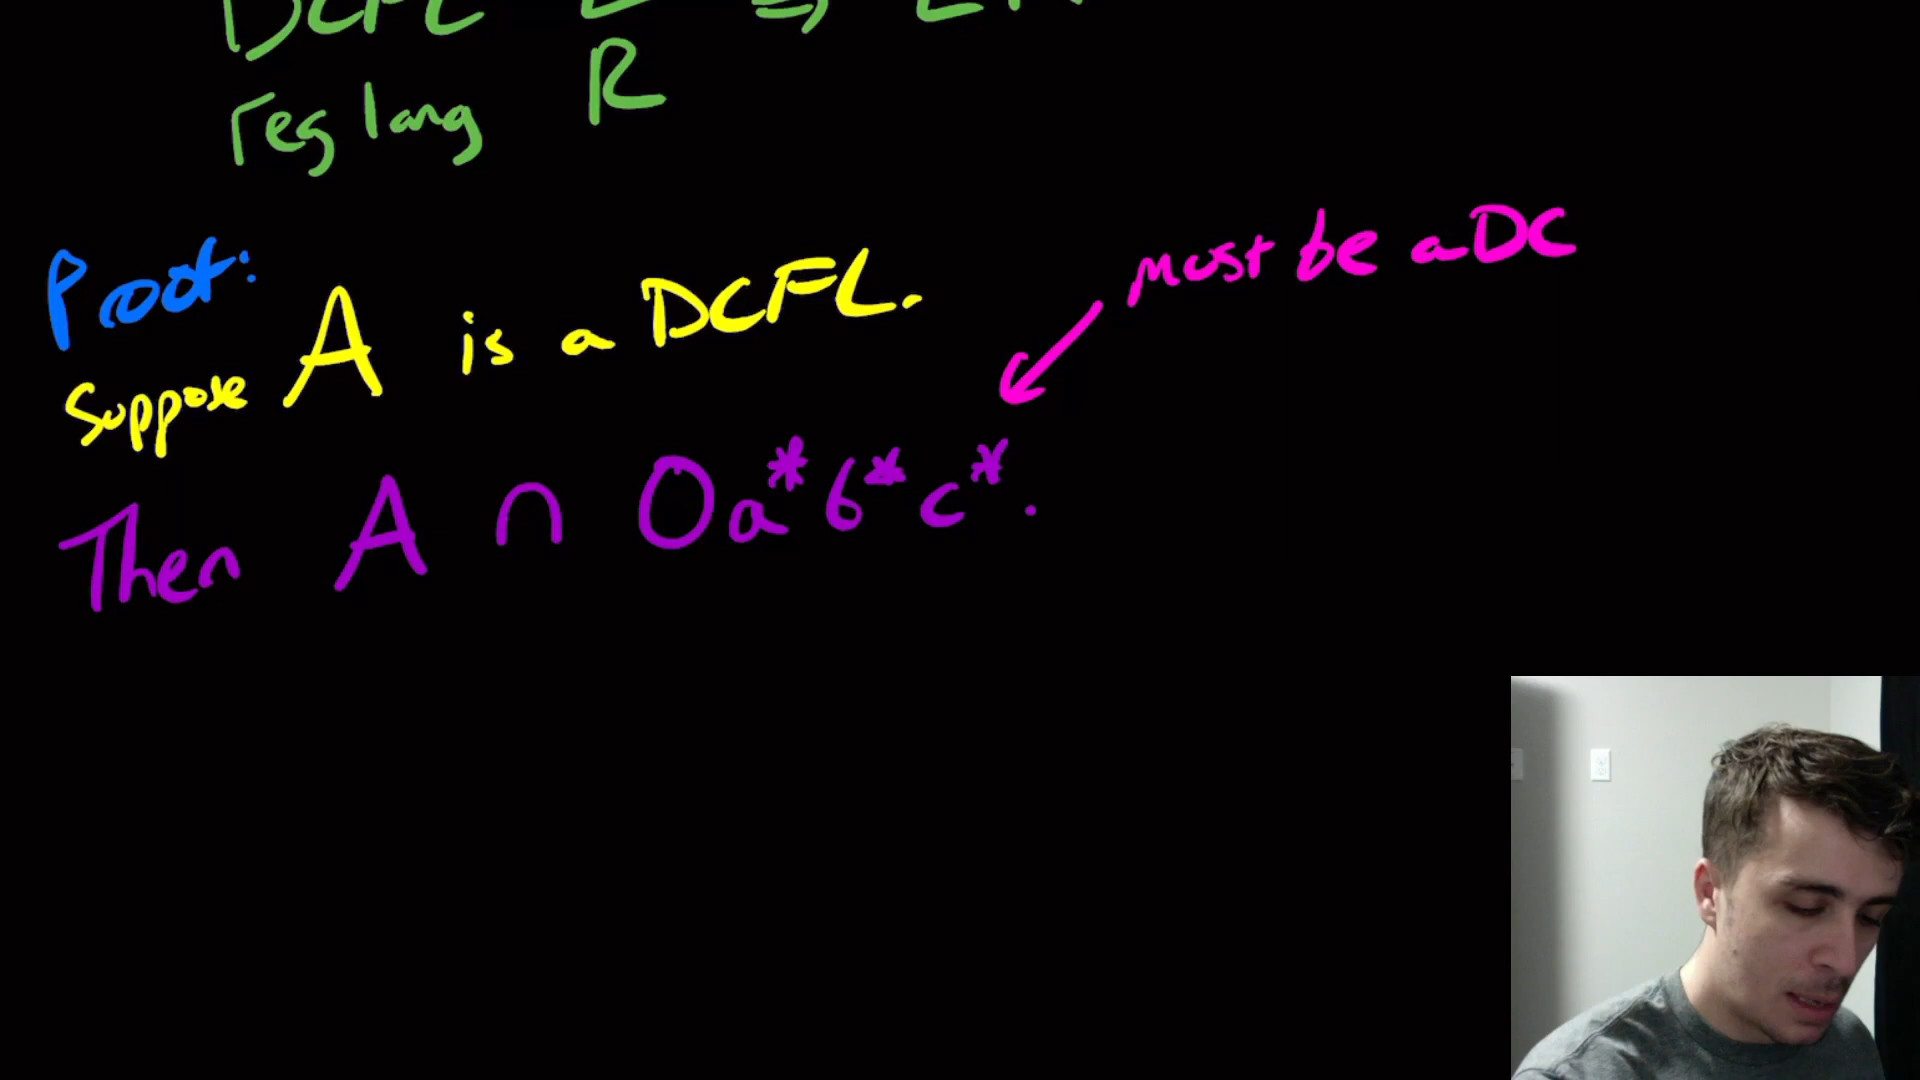 reg lang R
Proof:
Suppose A is a DCFL.
must be a DC
Then A ∩ 0a*b*c*.